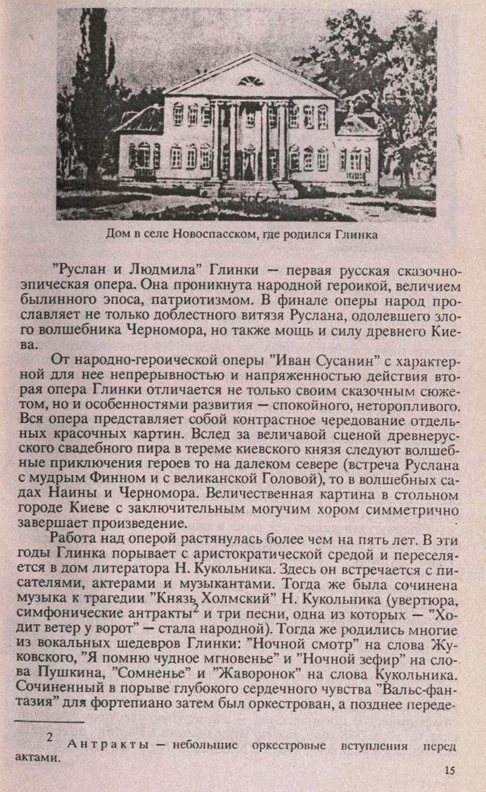 Дом в селе Новоспасском, где родился Глинка
"Руслан и Людмила" Глинки — первая русская сказочно-
эпическая опера. Она проникнута народной героикой, величием
былинного эпоса, патриотизмом. В финале оперы народ про-
славляет не только доблестного витязя Руслана, одолевшего зло-
го волшебника Черномора, но также мощь и силу древнего Кие-
ва.
От народно-героической оперы "Иван Сусанин" с характер-
ной для нее непрерывностью и напряженностью действия вто-
рая опера Глинки отличается не только своим сказочным сюже-
том, но и особенностями развития — спокойного, неторопливого.
Вся опера представляет собой контрастное чередование отдель-
ных красочных картин. Вслед за величавой сценой древнерус-
ского свадебного пира в тереме киевского князя следуют волшеб-
ные приключения героев то на далеком севере (встреча Руслана
с мудрым Финном и с великанской Головой), то в волшебных са-
дах Наины и Черномора. Величественная картина в стольном
городе Киеве с заключительным могучим хором симметрично
завершает произведение.
Работа над оперой растянулась более чем на пять лет. В эти
годы Глинка порывает с аристократической средой и переселя-
ется в дом литератора Н. Кукольника. Здесь он встречается с пи-
сателями, актерами и музыкантами. Тогда же была сочинена
музыка к трагедии "Князь Холмский" Н. Кукольника (увертюра,
симфонические антракты2 и три песни, одна из которых — "Хо-
дит ветер у ворот" — стала народной). Тогда же родились многие
из вокальных шедевров Глинки: "Ночной смотр" на слова Жу-
ковского, "Я помню чудное мгновенье" и "Ночной зефир" на сло-
ва Пушкина, "Сомненье" и "Жаворонок" на слова Кукольника.
Сочиненный в порыве глубокого сердечного чувства "Вальс-фан-
тазия" для фортепиано затем был оркестрован, а позднее переде-
2 Антракты — небольшие оркестровые вступления перед
актами.
15